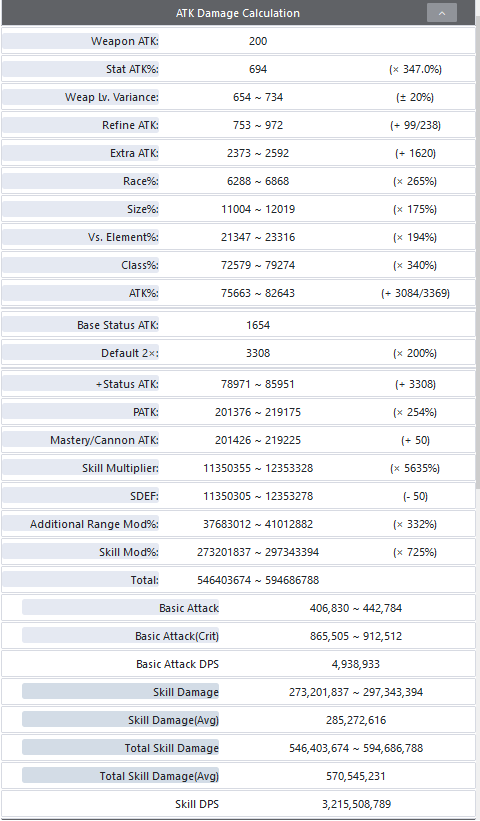 ATK Damage Calculation
Weapon ATK: 200
Stat ATK%: 694 (× 347.0%)
Weap Lv. Variance: 654 ~ 734 (± 20%)
Refine ATK: 753 ~ 972 (+ 99/238)
Extra ATK: 2373 ~ 2592 (+ 1620)
Race%: 6288 ~ 6868 (× 265%)
Size%: 11004 ~ 12019 (× 175%)
Vs. Element%: 21347 ~ 23316 (× 194%)
Class%: 72579 ~ 79274 (× 340%)
ATK%: 75663 ~ 82643 (+ 3084/3369)
Base Status ATK: 1654
Default 2×: 3308 (× 200%)
+Status ATK: 78971 ~ 85951 (+ 3308)
PATK: 201376 ~ 219175 (× 254%)
Mastery/Cannon ATK: 201426 ~ 219225 (+ 50)
Skill Multiplier: 11350355 ~ 12353328 (× 5635%)
SDEF: 11350305 ~ 12353278 (- 50)
Additional Range Mod%: 37683012 ~ 41012882 (× 332%)
Skill Mod%: 273201837 ~ 297343394 (× 725%)
Total: 546403674 ~ 594686788
Basic Attack 406,830 ~ 442,784
Basic Attack(Crit) 865,505 ~ 912,512
Basic Attack DPS 4,938,933
Skill Damage 273,201,837 ~ 297,343,394
Skill Damage(Avg) 285,272,616
Total Skill Damage 546,403,674 ~ 594,686,788
Total Skill Damage(Avg) 570,545,231
Skill DPS 3,215,508,789